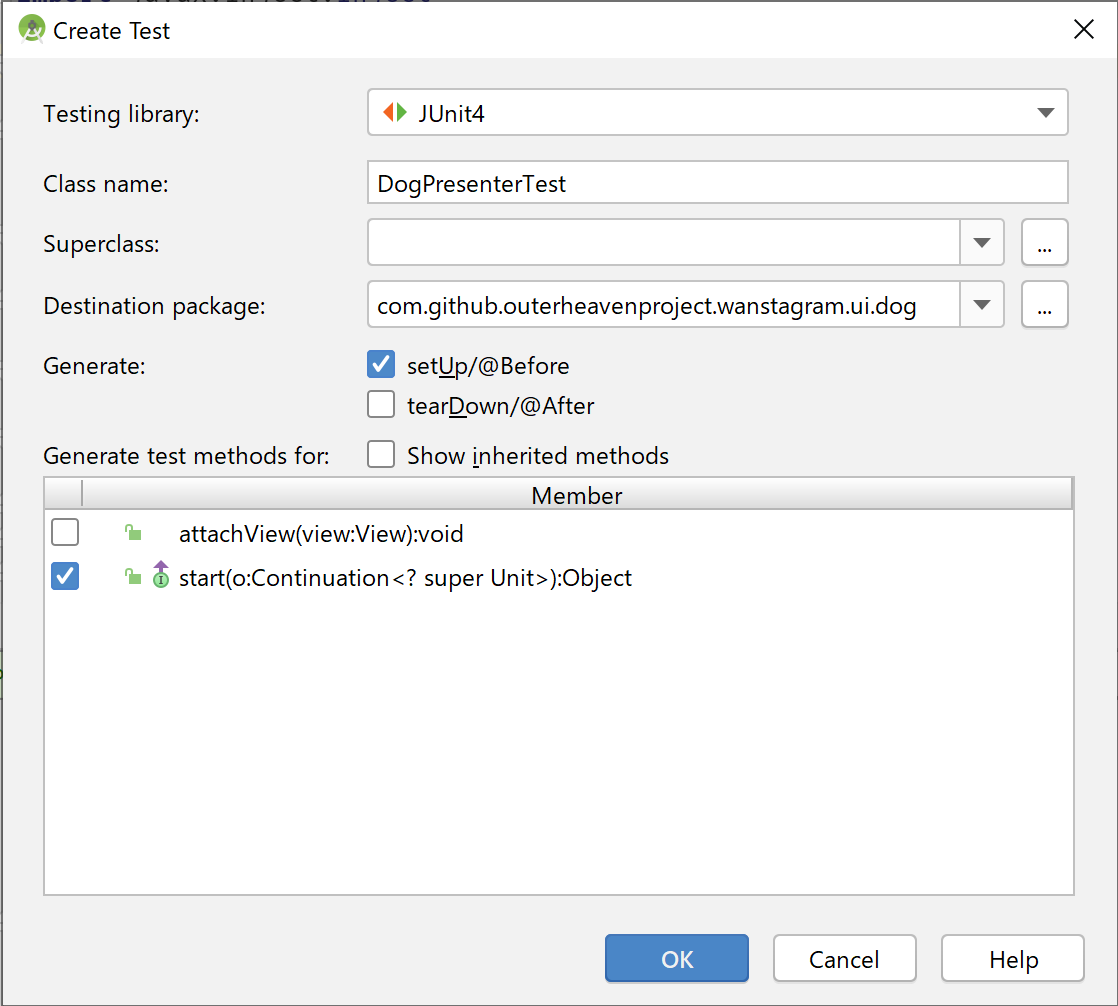 Create Test
Testing library: JUnit4
Class name: DogPresenterTest
Superclass: ...
Destination package: com.github.outerheavenproject.wanstagram.ui.dog ...
Generate: setUp/@Before
tearDown/@After
Generate test methods for: Show inherited methods
Member
attachView(view:View):void
start(o:Continuation<? super Unit>):Object
OK Cancel Help